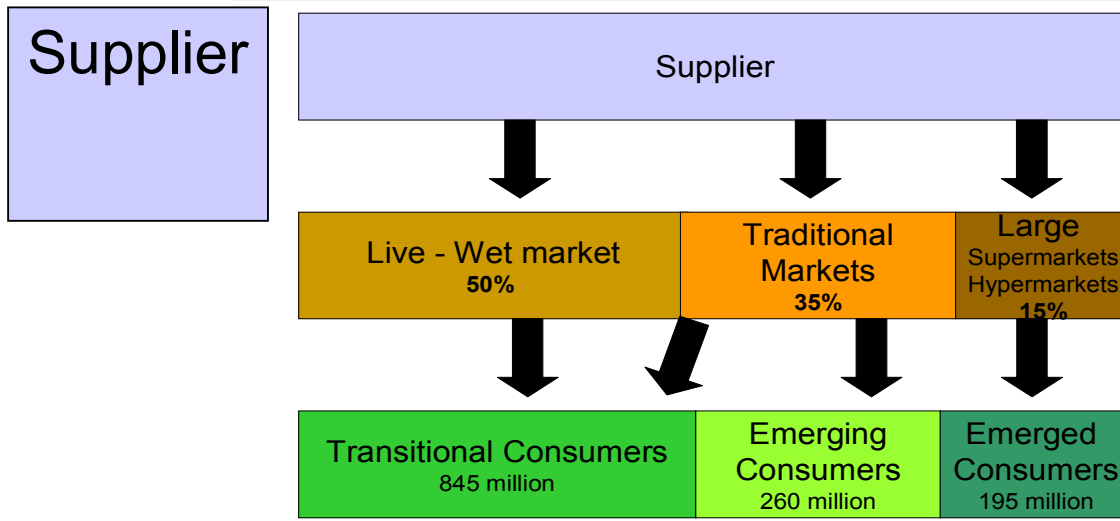 Supplier
Supplier
Live - Wet market
50%
Traditional
Markets
35%
Large
Supermarkets
Hypermarkets
15%
Transitional Consumers
845 million
Emerging
Consumers
260 million
Emerged
Consumers
195 million